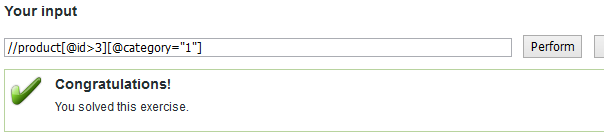 Your input
//product[@id>3][@category="1"]
Perform
Congratulations!
You solved this exercise.